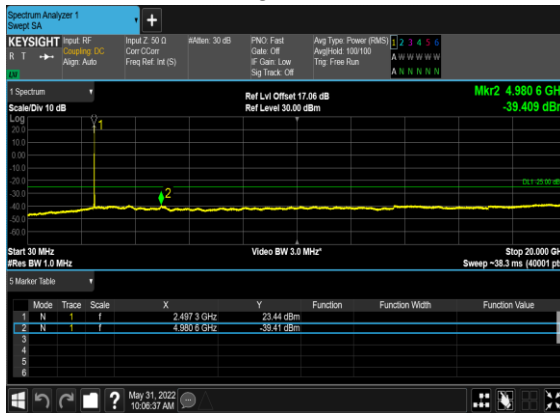 Spectrum Analyzer 1
Swept SA
+
KEYSIGHT Input: RF Input Z: 50 Ω #Atten: 30 dB PNO: Fast Avg Type: Power (RMS) 1 2 3 4 5 6
R T Coupling: DC Corr CCorr Gate: Off Avg|Hold: 100/100 A W W W W W
Align: Auto Freq Ref: Int (S) IF Gain: Low Trig: Free Run
Sig Track: Off A N N N N N
1 Spectrum Ref Lvl Offset 17.06 dB Mkr2 4.980 6 GH
Scale/Div 10 dB Ref Level 30.00 dBm -39.409 dBr
Log
20.0
10.0
0.00
-10.0
-20.0
-30.0
-40.0
-50.0
-60.0
1
2
DL1 -25.00 dB
Start 30 MHz Video BW 3.0 MHz* Stop 20.000 GH
#Res BW 1.0 MHz Sweep ~38.3 ms (40001 pts
5 Marker Table
Mode Trace Scale X Y Function Function Width Function Value
1 N 1 f 2.497 3 GHz 23.44 dBm
2 N 1 f 4.980 6 GHz -39.41 dBm
3
4
5
6
? May 31, 2022
10:06:37 AM